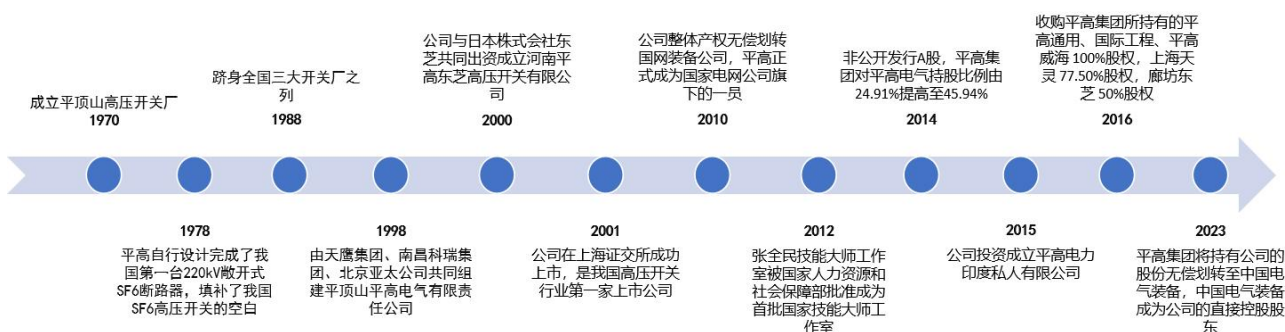 成立平顶山高压开关厂
1970
跻身全国三大开关厂之
列
1988
公司与日本株式会社东
芝共同出资成立河南平
高东芝高压开关有限公
司
2000
公司整体产权无偿划转
国网装备公司，平高正
式成为国家电网公司旗
下的一员
2010
非公开发行A股，平高集
团对平高电气持股比例由
24.91%提高至45.94%
2014
收购平高集团所持有的平
高通用、国际工程、平高
威海 100%股权，上海天
灵 77.50%股权，廊坊东
芝 50%股权
2016
1978
平高自行设计完成了我
国第一台220kV敞开式
SF6断路器，填补了我国
SF6高压开关的空白
1998
由天鹰集团、南昌科瑞集
团、北京亚太公司共同组
建平顶山平高电气有限责
任公司
2001
公司在上海证交所成功
上市，是我国高压开关
行业第一家上市公司
2012
张全民技能大师工作
室被国家人力资源和
社会保障部批准成为
首批国家技能大师工
作室
2015
公司投资成立平高电力
印度私人有限公司
2023
平高集团将持有公司的
股份无偿划转至中国电
气装备，中国电气装备
成为公司的直接控股股
东